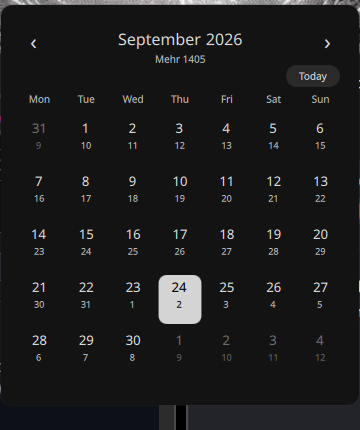 ‹ September 2026 ›
Mehr 1405
Today
Mon Tue Wed Thu Fri Sat Sun
31 1 2 3 4 5 6
9 10 11 12 13 14 15
7 8 9 10 11 12 13
16 17 18 19 20 21 22
14 15 16 17 18 19 20
23 24 25 26 27 28 29
21 22 23 24 25 26 27
30 31 1 2 3 4 5
28 29 30 1 2 3 4
6 7 8 9 10 11 12